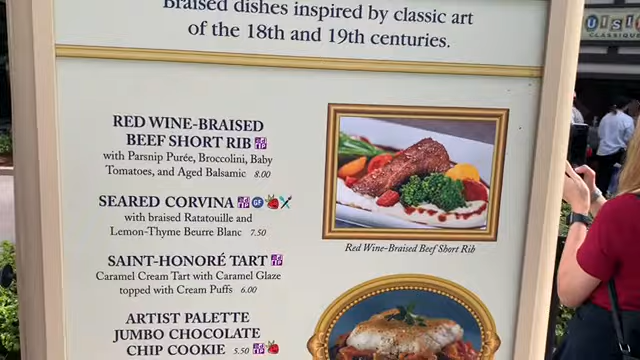 Braised dishes inspired by classic art
of the 18th and 19th centuries.
RED WINE-BRAISED
BEEF SHORT RIB
with Parsnip Purée, Broccolini, Baby
Tomatoes, and Aged Balsamic 8.00
SEARED CORVINA GF
with braised Ratatouille and
Lemon-Thyme Beurre Blanc 7.50
SAINT-HONORÉ TART
Caramel Cream Tart with Caramel Glaze
topped with Cream Puffs 6.00
ARTIST PALETTE
JUMBO CHOCOLATE
CHIP COOKIE 5.50
Red Wine-Braised Beef Short Rib
CLASSIQUE